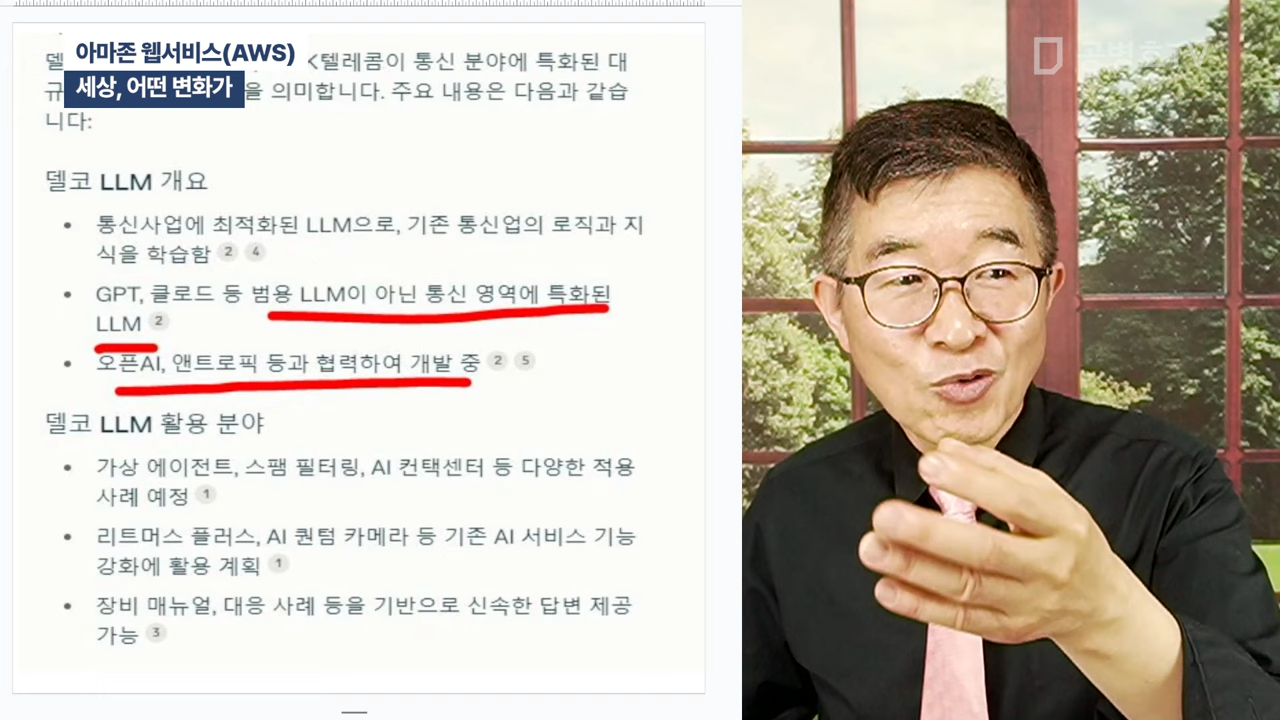 아마존 웹서비스(AWS)
세상, 어떤 변화가
델 텔레콤이 통신 분야에 특화된 대
규 을 의미합니다. 주요 내용은 다음과 같습
니다:
델코 LLM 개요
• 통신사업에 최적화된 LLM으로, 기존 통신업의 로직과 지
식을 학습함 2 4
• GPT, 클로드 등 범용 LLM이 아닌 통신 영역에 특화된
LLM 2
• 오픈AI, 앤트로픽 등과 협력하여 개발 중 2 5
델코 LLM 활용 분야
• 가상 에이전트, 스팸 필터링, AI 컨택센터 등 다양한 적용
사례 예정 1
• 리트머스 플러스, AI 퀀텀 카메라 등 기존 AI 서비스 기능
강화에 활용 계획 1
• 장비 매뉴얼, 대응 사례 등을 기반으로 신속한 답변 제공
가능 3